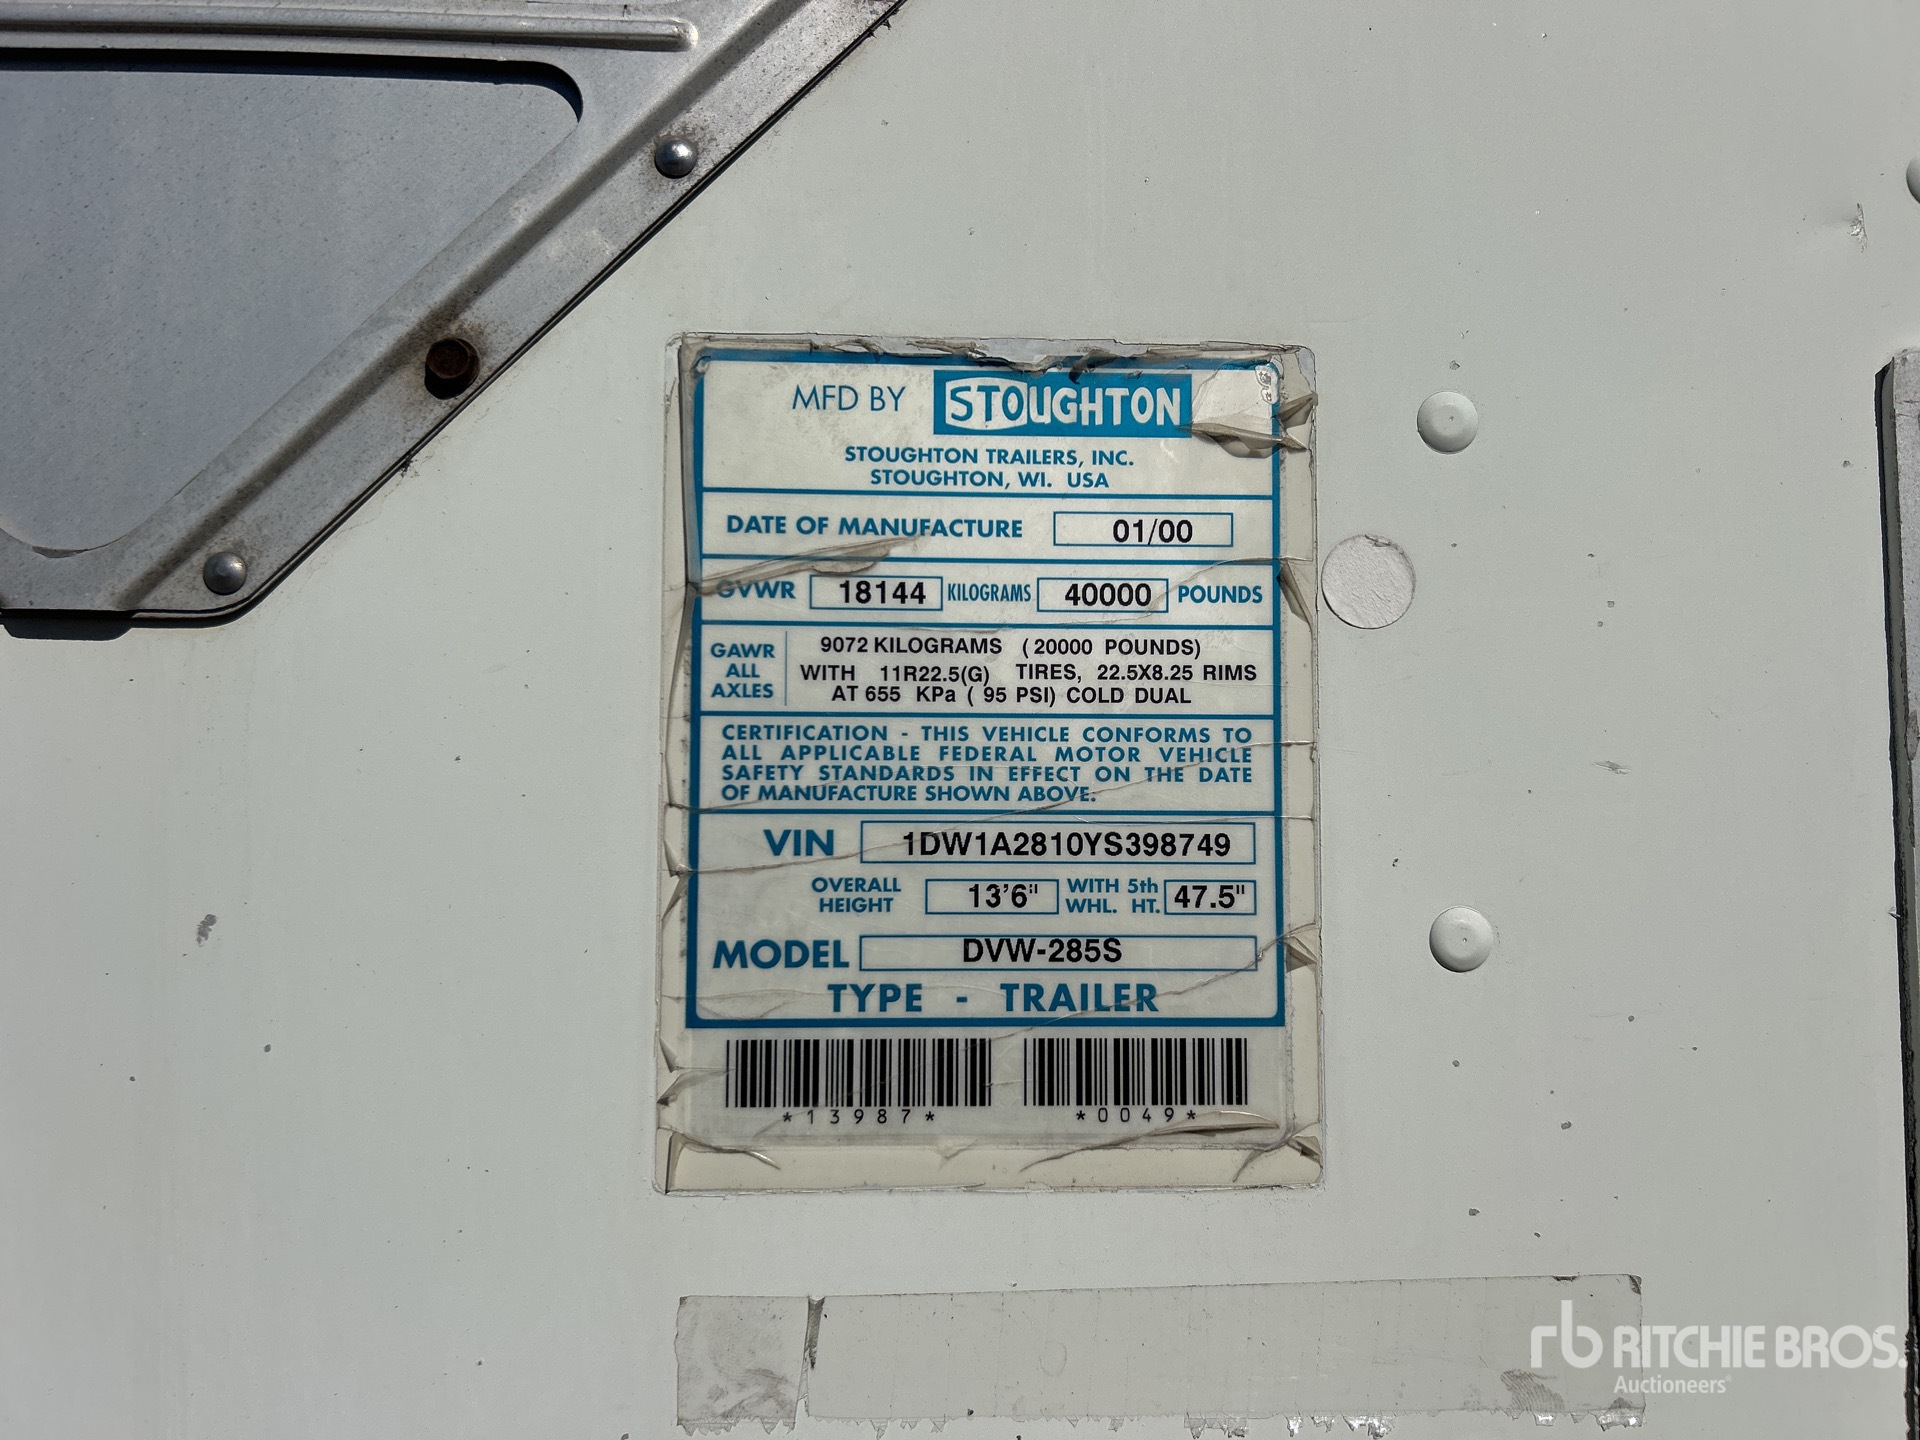 MFD BY STOUGHTON
STOUGHTON TRAILERS, INC.
STOUGHTON, WI. USA
DATE OF MANUFACTURE 01/00
GVWR 18144 KILOGRAMS 40000 POUNDS
GAWR ALL AXLES
9072 KILOGRAMS (20000 POUNDS)
WITH 11R22.5(G) TIRES, 22.5X8.25 RIMS
AT 655 KPa ( 95 PSI) COLD DUAL
CERTIFICATION - THIS VEHICLE CONFORMS TO
ALL APPLICABLE FEDERAL MOTOR VEHICLE
SAFETY STANDARDS IN EFFECT ON THE DATE
OF MANUFACTURE SHOWN ABOVE.
VIN 1DW1A2810YS398749
OVERALL HEIGHT 13'6" WITH 5th WHL. HT. 47.5"
MODEL DVW-285S
TYPE - TRAILER
*13987* *0049*
rb RITCHIE BROS.
Auctioneers